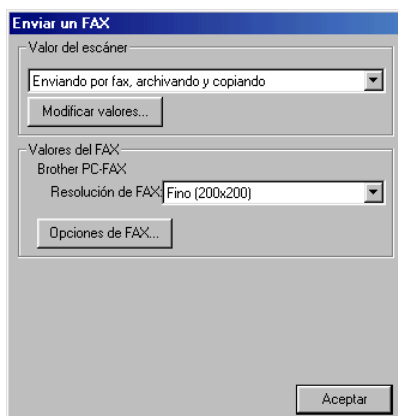 Enviar un FAX
Valor del escáner
Enviando por fax, archivando y copiando
Modificar valores...
Valores del FAX
Brother PC-FAX
Resolución de FAX: Fino (200x200)
Opciones de FAX...
Aceptar